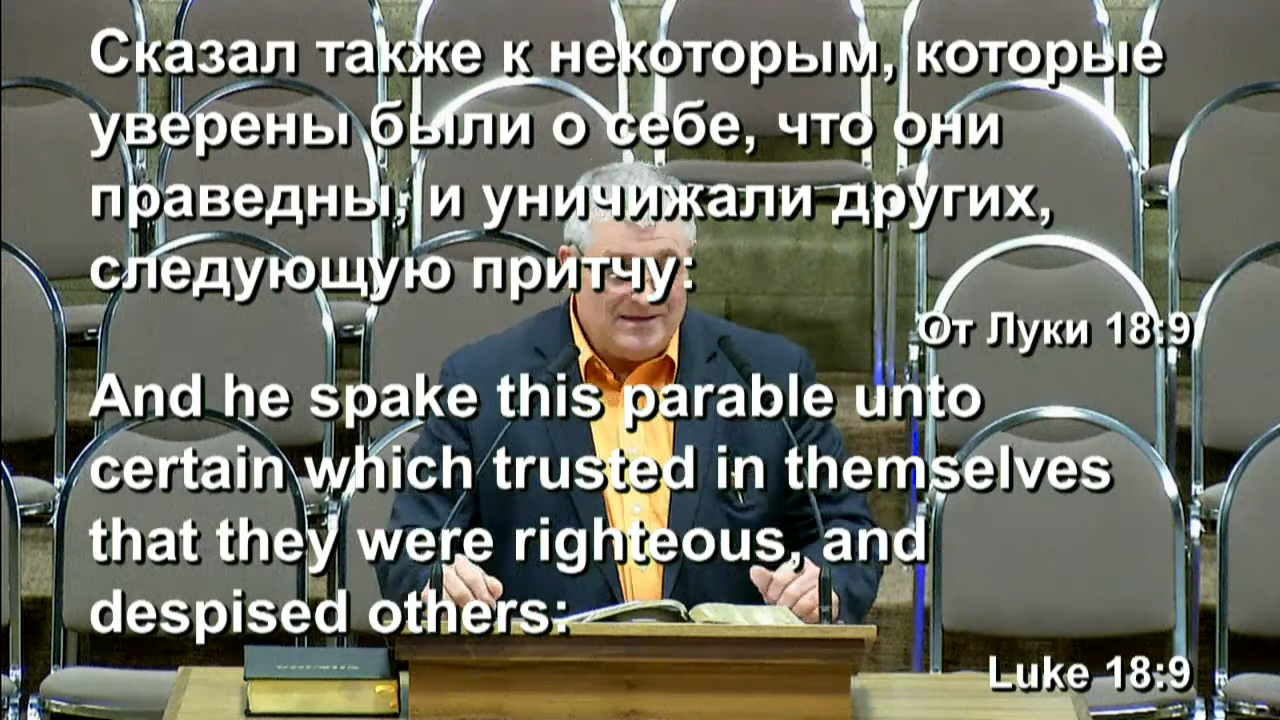 Сказал также к некоторым, которые
уверены были о себе, что они
праведны, и уничижали других,
следующую притчу:
От Луки 18:9
And he spake this parable unto
certain which trusted in themselves
that they were righteous, and
despised others:
Luke 18:9